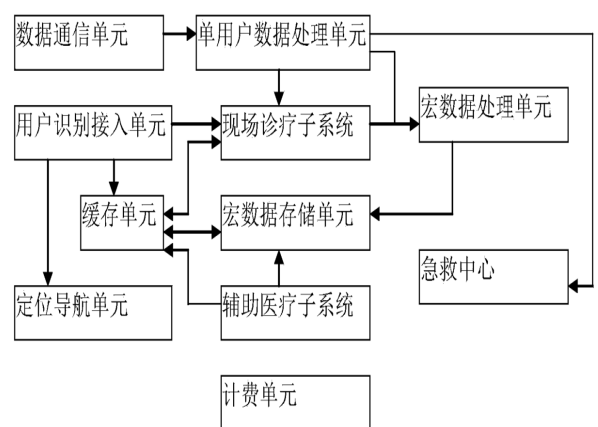 数据通信单元
单用户数据处理单元
用户识别接入单元
现场诊疗子系统
宏数据处理单元
缓存单元
宏数据存储单元
急救中心
定位导航单元
辅助医疗子系统
计费单元